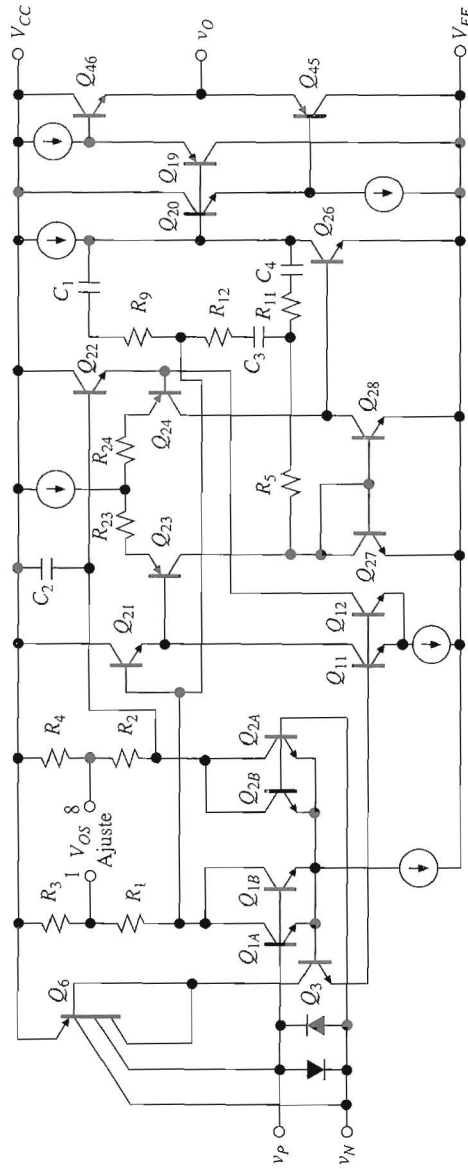 V_CC
v_O
V_EE
Q_46
Q_45
Q_19
Q_20
Q_26
C_1
C_4
R_9
R_12
R_11
C_3
Q_22
Q_24
R_24
R_23
Q_23
R_5
Q_28
Q_27
C_2
Q_21
Q_12
Q_11
R_4
R_2
Q_2A
Q_2B
1 V_OS 8
Ajuste
R_3
R_1
Q_1B
Q_1A
Q_6
Q_3
v_P
v_N